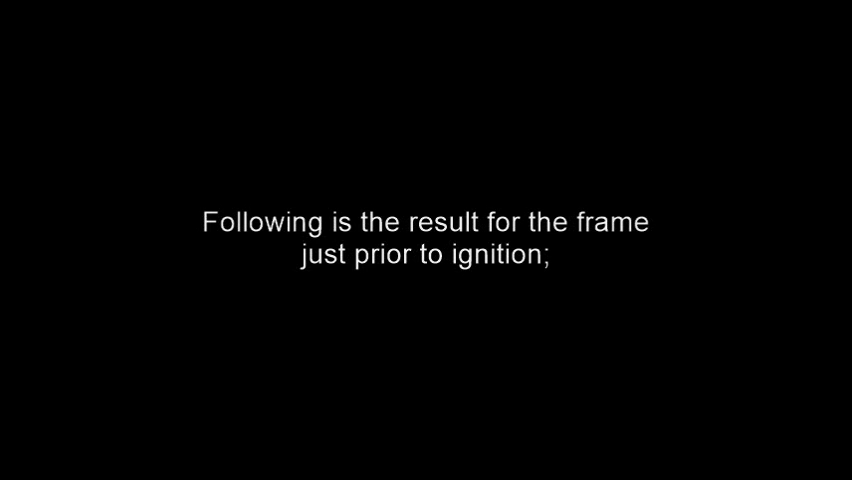 Following is the result for the frame
just prior to ignition;